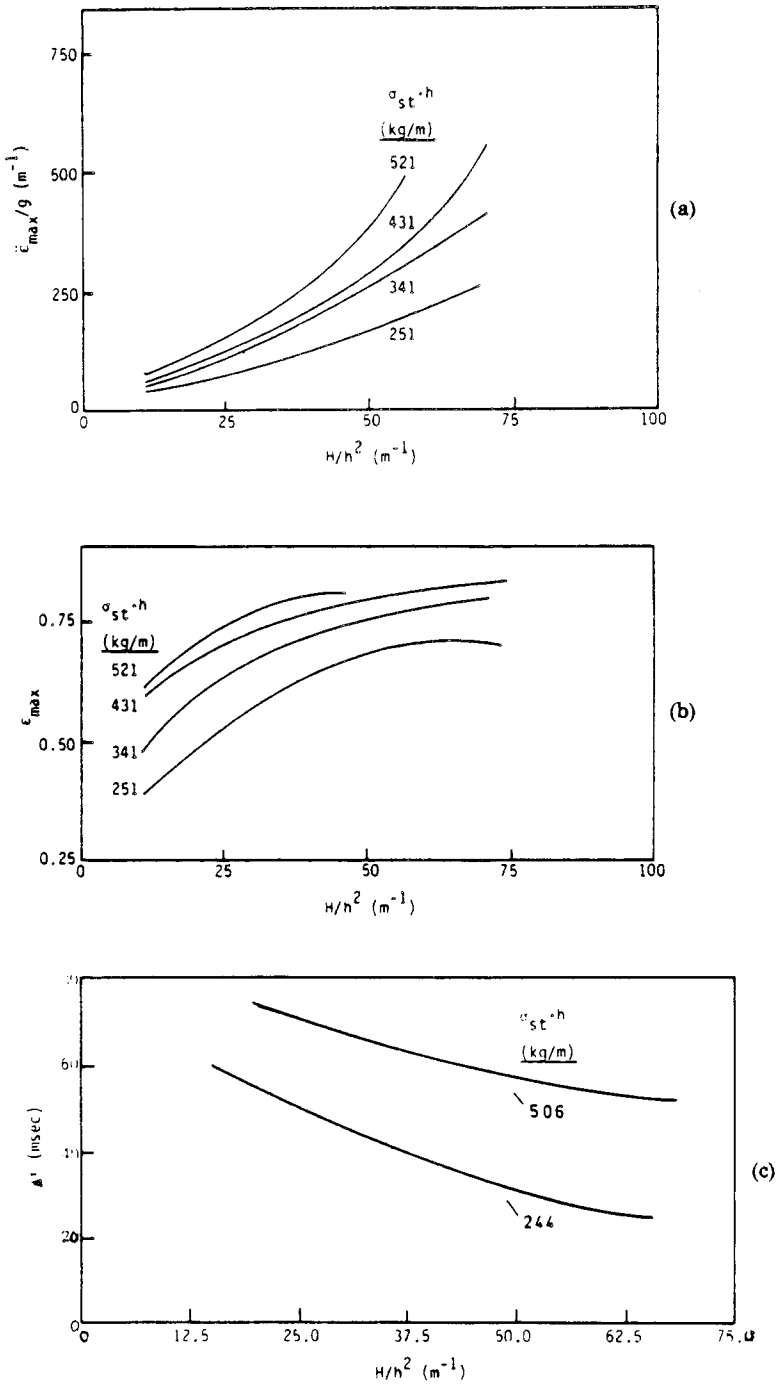 750
500
250
0
ε̈max/g (m⁻¹)
σst·h
(kg/m)
521
431
341
251
(a)
0 25 50 75 100
H/h² (m⁻¹)
0.75
0.50
0.25
εmax
σst·h
(kg/m)
521
431
341
251
(b)
0 25 50 75 100
H/h² (m⁻¹)
60
20
0
(msec)
σst·h
(kg/m)
506
244
(c)
0 12.5 25.0 37.5 50.0 62.5
H/h² (m⁻¹)